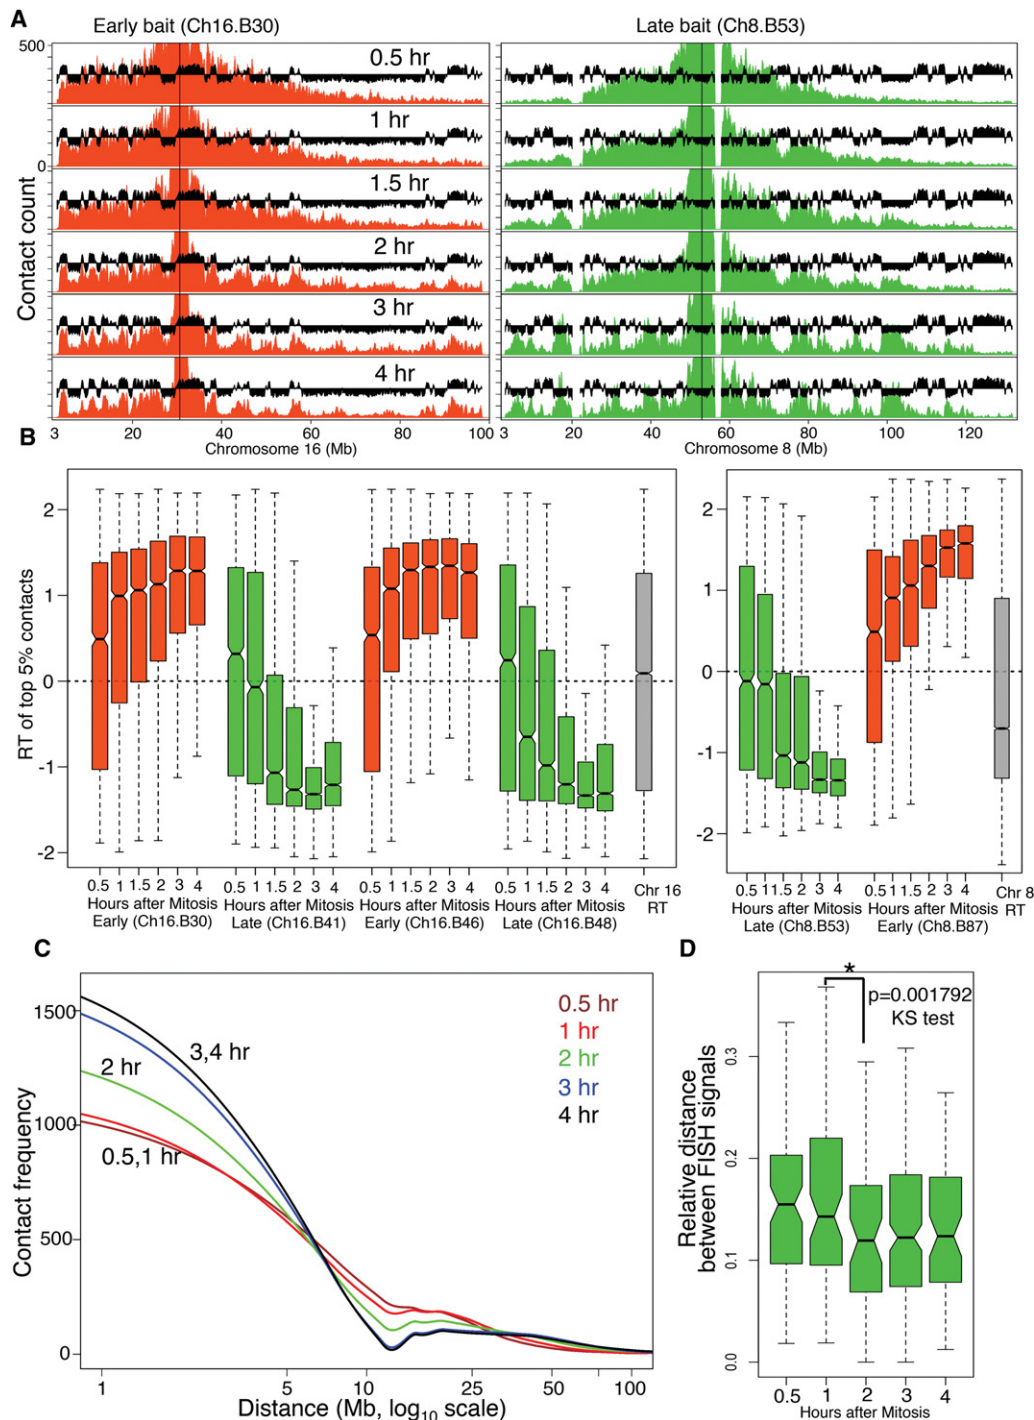 A
Early bait (Ch16.B30)
Late bait (Ch8.B53)
Contact count
500
0
0.5 hr
1 hr
1.5 hr
2 hr
3 hr
4 hr
3 20 40 60 80 100
Chromosome 16 (Mb)
3 20 40 60 80 100 120
Chromosome 8 (Mb)
B
RT of top 5% contacts
2
1
0
-1
-2
2
1
0
-1
-2
0.5 1 1.5 2 3 4
Hours after Mitosis
Early (Ch16.B30)
0.5 1 1.5 2 3 4
Hours after Mitosis
Late (Ch16.B41)
0.5 1 1.5 2 3 4
Hours after Mitosis
Early (Ch16.B46)
0.5 1 1.5 2 3 4
Hours after Mitosis
Late (Ch16.B48)
Chr 16
RT
0.5 1 1.5 2 3 4
Hours after Mitosis
Late (Ch8.B53)
0.5 1 1.5 2 3 4
Hours after Mitosis
Early (Ch8.B87)
Chr 8
RT
C
Contact frequency
1500
1000
500
0
3,4 hr
2 hr
0.5,1 hr
0.5 hr
1 hr
2 hr
3 hr
4 hr
1 5 10 25 50 100
Distance (Mb, log10 scale)
D
Relative distance
between FISH signals
0.3
0.2
0.1
0.0
*
p=0.001792
KS test
0.5 1 2 3 4
Hours after Mitosis